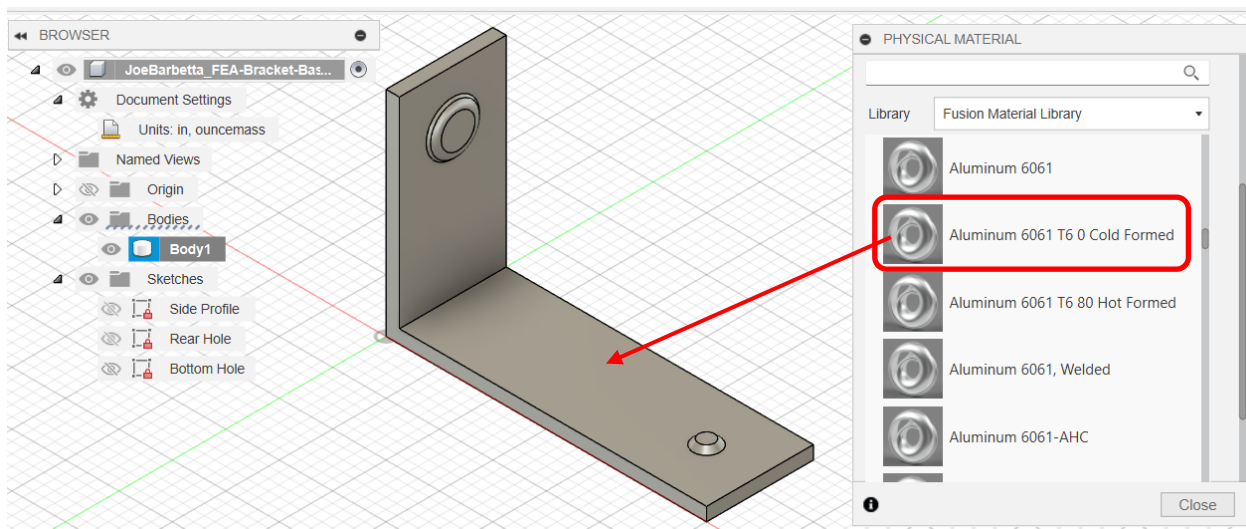 BROWSER
JoeBarbetta_FEA-Bracket-Bas...
Document Settings
Units: in, ouncemass
Named Views
Origin
Bodies
Body1
Sketches
Side Profile
Rear Hole
Bottom Hole
PHYSICAL MATERIAL
Library Fusion Material Library
Aluminum 6061
Aluminum 6061 T6 0 Cold Formed
Aluminum 6061 T6 80 Hot Formed
Aluminum 6061, Welded
Aluminum 6061-AHC
Close